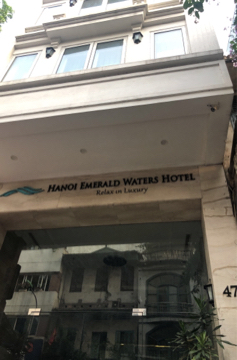 HANOI EMERALD WATERS HOTEL
Relax in Luxury
47